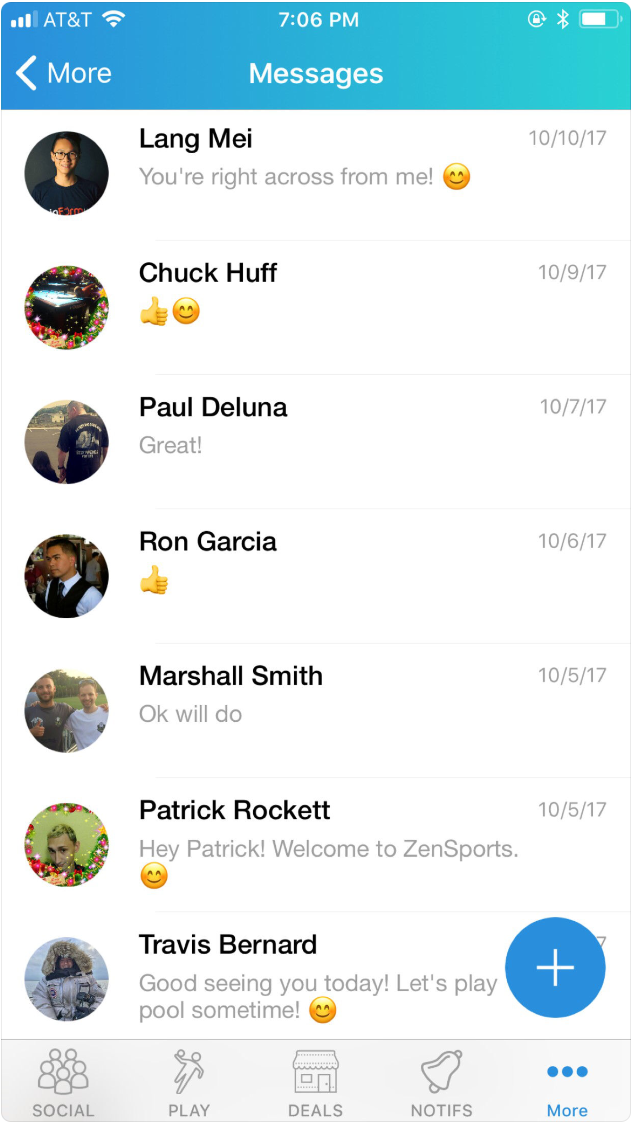 AT&T 7:06 PM
More Messages
Lang Mei 10/10/17
You're right across from me! 😊
Chuck Huff 10/9/17
👍😊
Paul Deluna 10/7/17
Great!
Ron Garcia 10/6/17
👍
Marshall Smith 10/5/17
Ok will do
Patrick Rockett 10/5/17
Hey Patrick! Welcome to ZenSports.
😊
Travis Bernard
Good seeing you today! Let's play
pool sometime! 😊
SOCIAL PLAY DEALS NOTIFS More